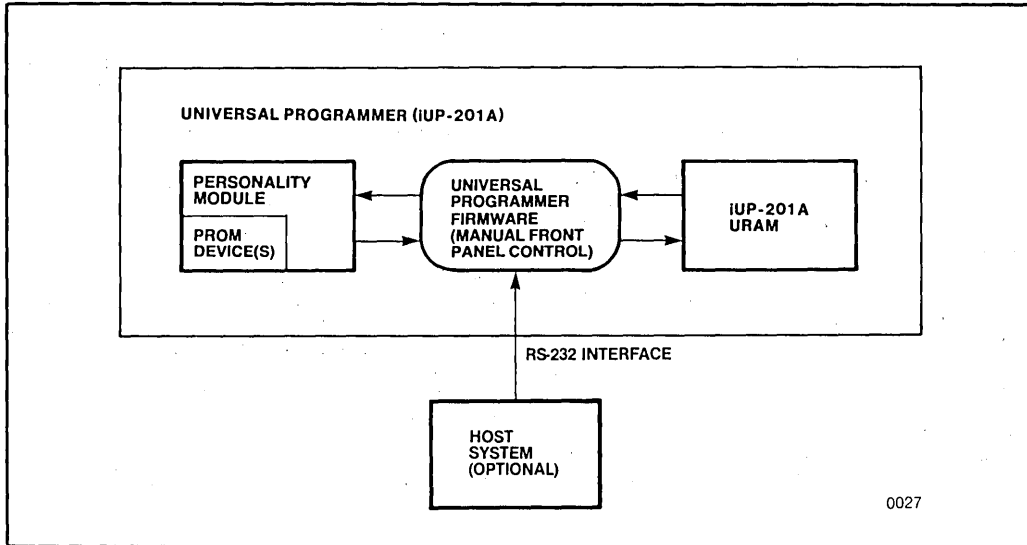 UNIVERSAL PROGRAMMER (iUP-201A)
PERSONALITY
MODULE
PROM
DEVICE(S)
UNIVERSAL
PROGRAMMER
FIRMWARE
(MANUAL FRONT
PANEL CONTROL)
iUP-201A
URAM
RS-232 INTERFACE
HOST
SYSTEM
(OPTIONAL)
0027